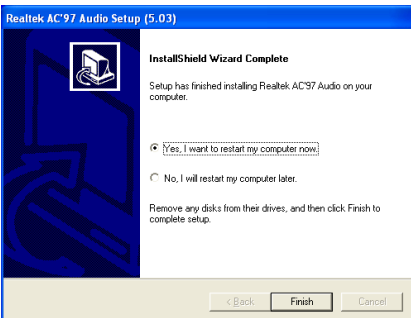 Realtek AC'97 Audio Setup (5.03)
InstallShield Wizard Complete
Setup has finished installing Realtek AC'97 Audio on your
computer.
Yes, I want to restart my computer now.
No, I will restart my computer later.
Remove any disks from their drives, and then click Finish to
complete setup.
< Back Finish Cancel